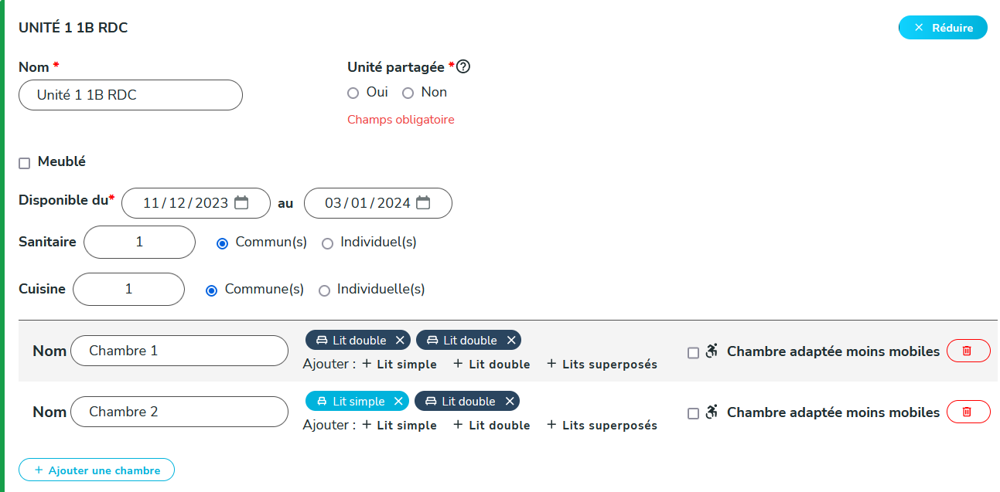 UNITÉ 1 1B RDC
Réduire
Nom *
Unité partagée *
Unité 1 1B RDC
Oui Non
Champs obligatoire
Meublé
Disponible du* 11/12/2023 au 03/01/2024
Sanitaire 1 Commun(s) Individuel(s)
Cuisine 1 Commune(s) Individuelle(s)
Nom Chambre 1
Lit double Lit double
Ajouter : + Lit simple + Lit double + Lits superposés
Chambre adaptée moins mobiles
Nom Chambre 2
Lit simple Lit double
Ajouter : + Lit simple + Lit double + Lits superposés
Chambre adaptée moins mobiles
+ Ajouter une chambre